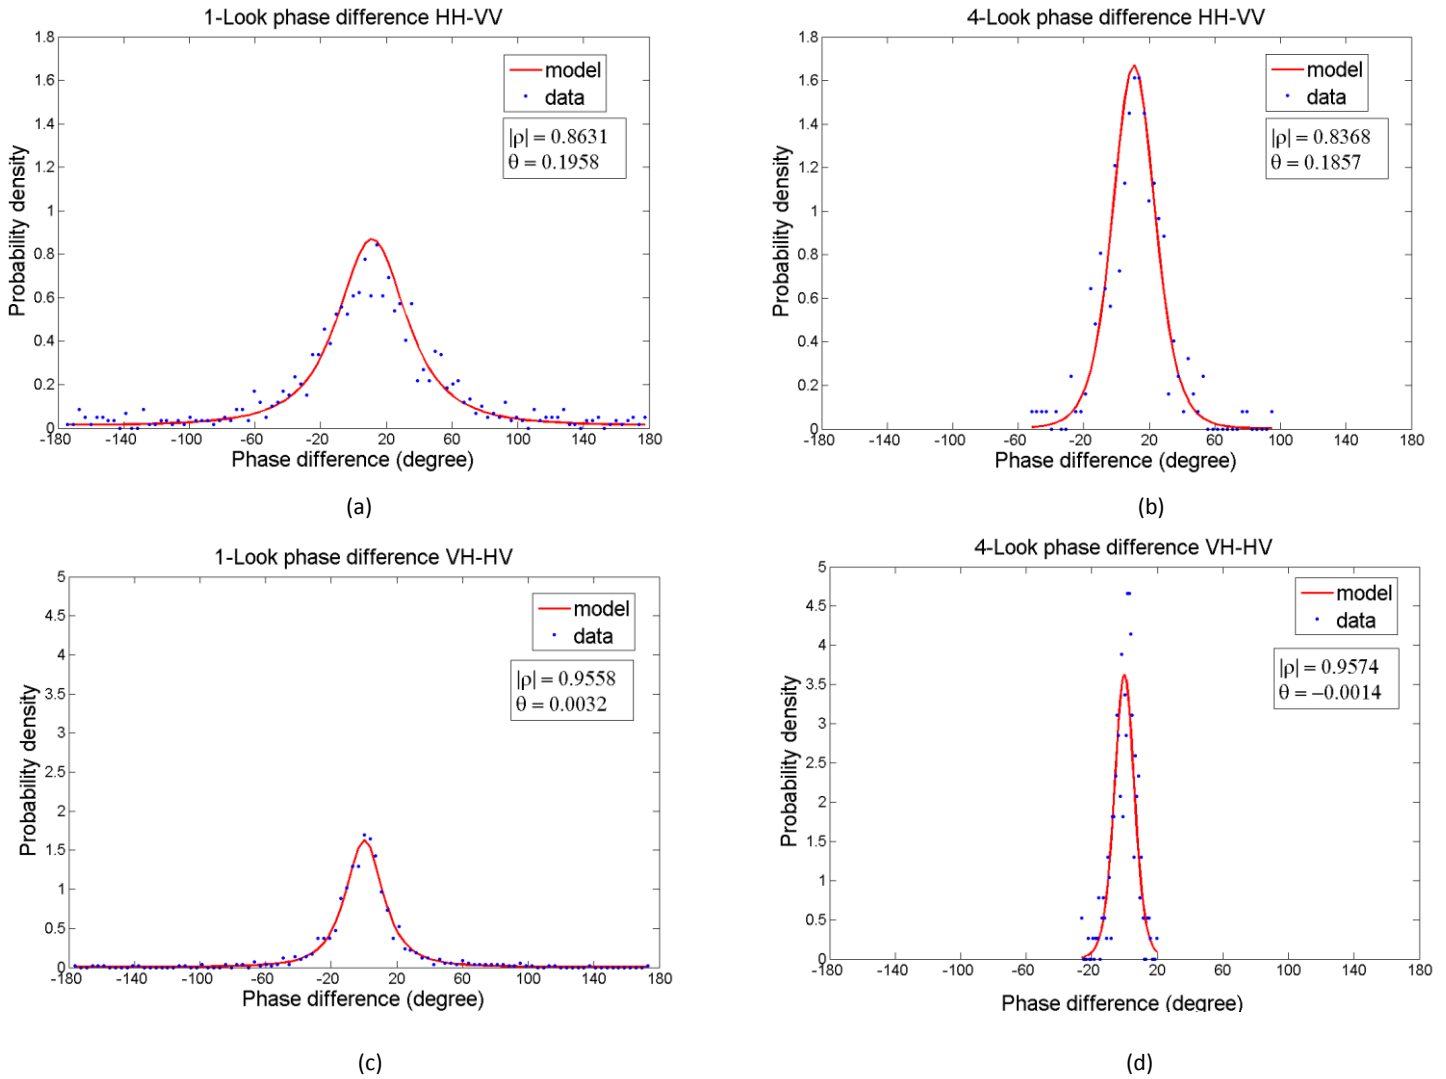 1-Look phase difference HH-VV
1.8
1.6
1.4
1.2
1
0.8
0.6
0.4
0.2
0
-180 -140 -100 -60 -20 20 60 100 140 180
Probability density
Phase difference (degree)
model
data
|ρ| = 0.8631
θ = 0.1958
(a)
4-Look phase difference HH-VV
1.8
1.6
1.4
1.2
1
0.8
0.6
0.4
0.2
0
-180 -140 -100 -60 -20 20 60 100 140 180
Probability density
Phase difference (degree)
model
data
|ρ| = 0.8368
θ = 0.1857
(b)
1-Look phase difference VH-HV
5
4.5
4
3.5
3
2.5
2
1.5
1
0.5
0
-180 -140 -100 -60 -20 20 60 100 140 180
Probability density
Phase difference (degree)
model
data
|ρ| = 0.9558
θ = 0.0032
(c)
4-Look phase difference VH-HV
5
4.5
4
3.5
3
2.5
2
1.5
1
0.5
0
-180 -140 -100 -60 -20 20 60 100 140 180
Probability density
Phase difference (degree)
model
data
|ρ| = 0.9574
θ = −0.0014
(d)